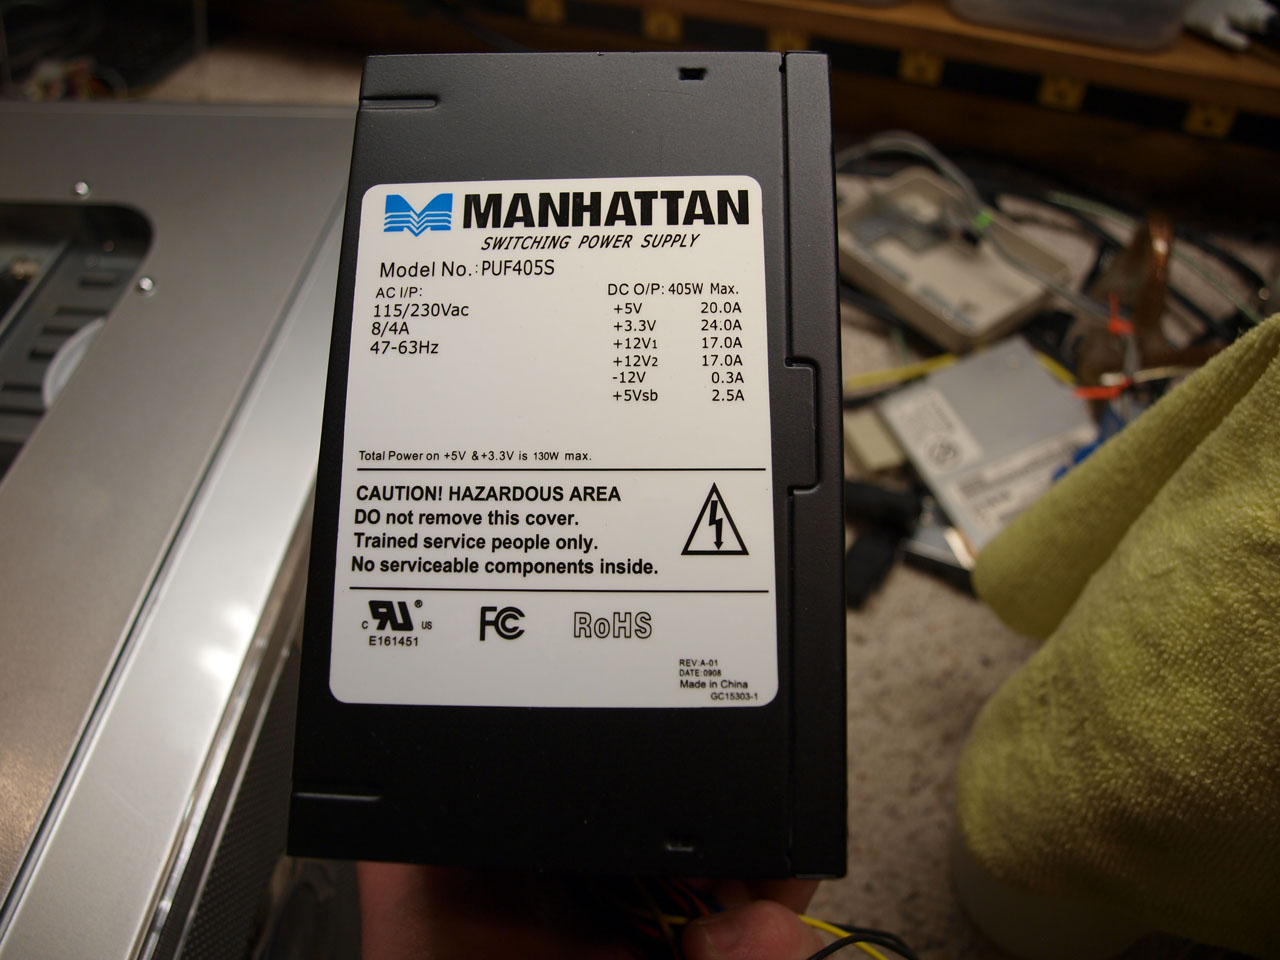 MANHATTAN
SWITCHING POWER SUPPLY
Model No.: PUF405S
AC I/P:
115/230Vac
8/4A
47-63Hz
DC O/P: 405W Max.
+5V 20.0A
+3.3V 24.0A
+12V1 17.0A
+12V2 17.0A
-12V 0.3A
+5Vsb 2.5A
Total Power on +5V &+3.3V is 130W max.
CAUTION! HAZARDOUS AREA
DO not remove this cover.
Trained service people only.
No serviceable components inside.
c RU® US
E161451
FC
RoHS
REV:A-01
DATE:0908
Made in China
GC15303-1